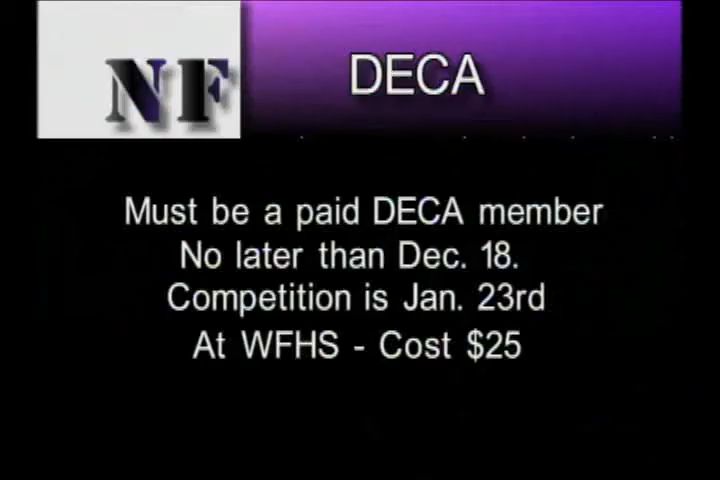 NF
DECA
Must be a paid DECA member
No later than Dec. 18.
Competition is Jan. 23rd
At WFHS - Cost $25